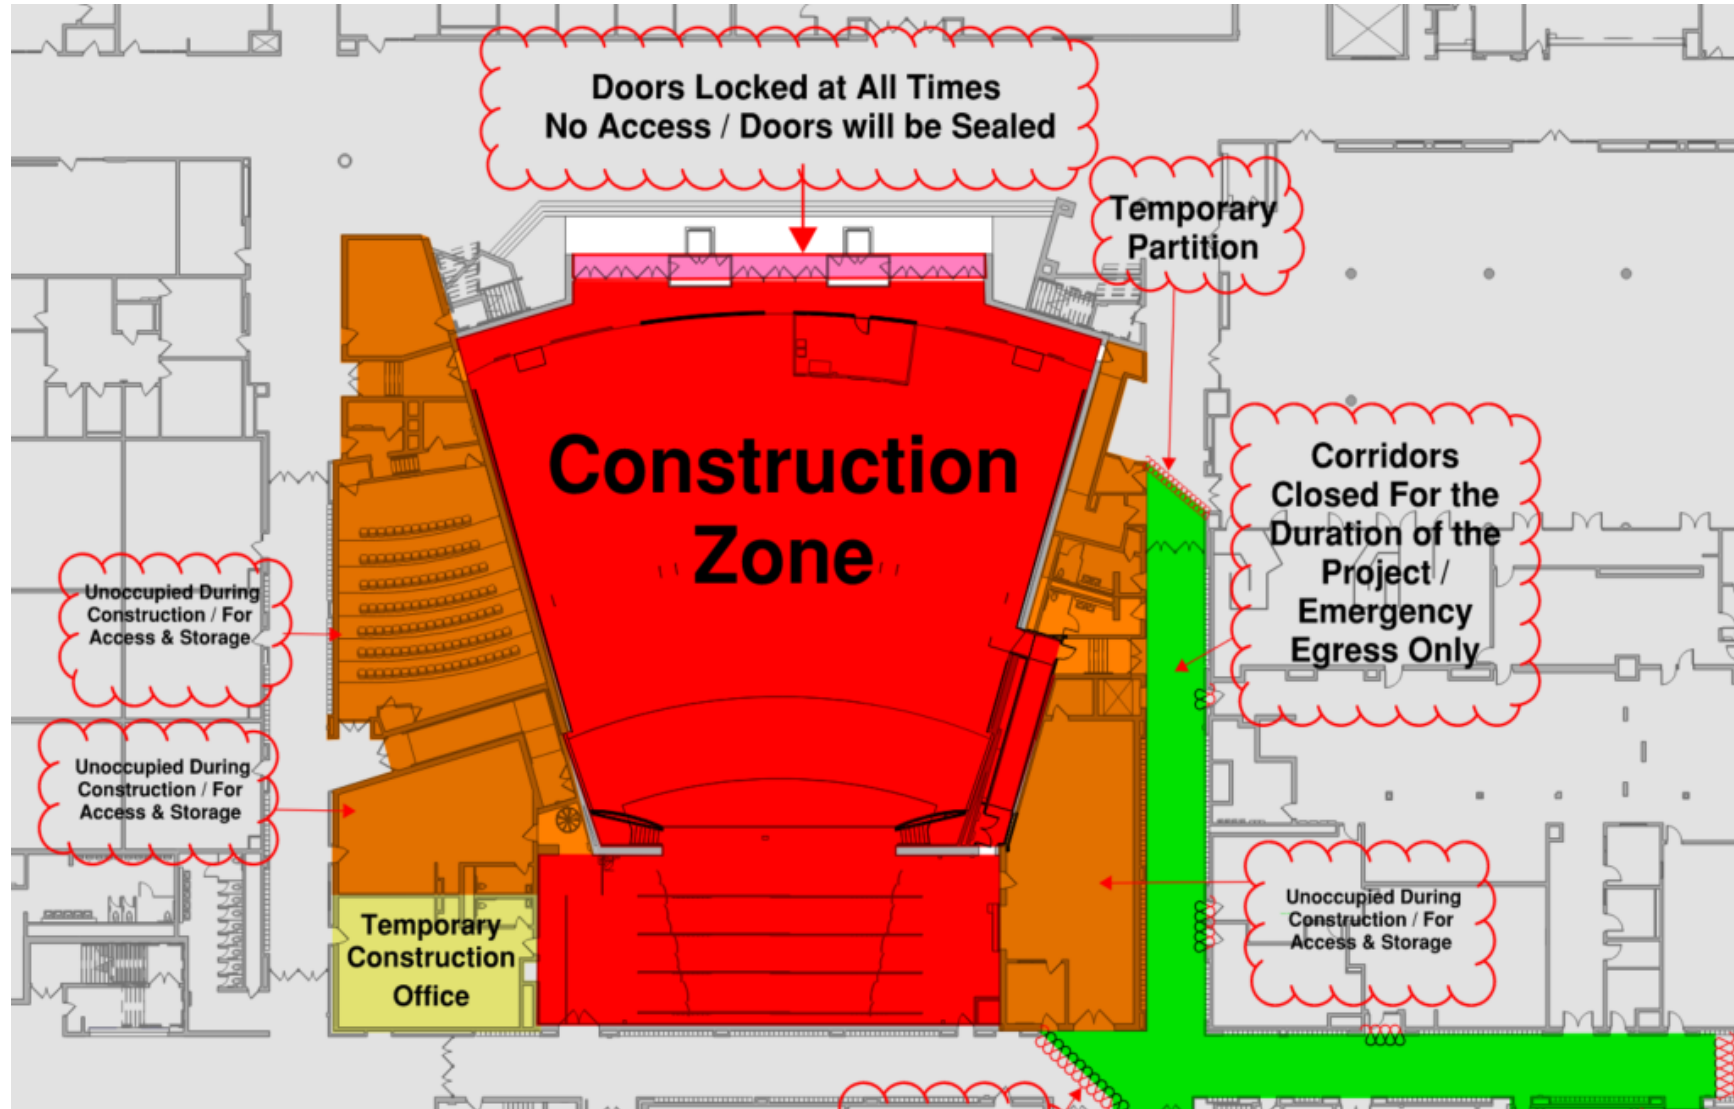 Doors Locked at All Times
No Access / Doors will be Sealed
Temporary
Partition
Construction
Zone
Corridors
Closed For the
Duration of the
Project /
Emergency
Egress Only
Unoccupied During
Construction / For
Access & Storage
Unoccupied During
Construction / For
Access & Storage
Unoccupied During
Construction / For
Access & Storage
Temporary
Construction
Office